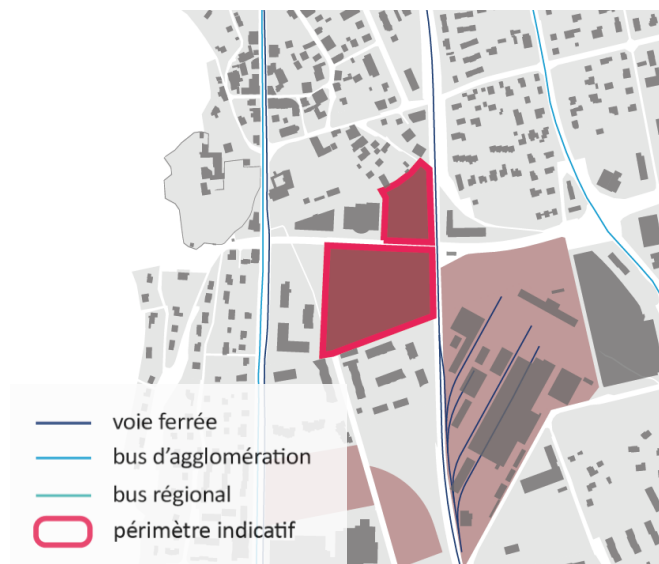 voie ferrée
bus d'agglomération
bus régional
périmètre indicatif